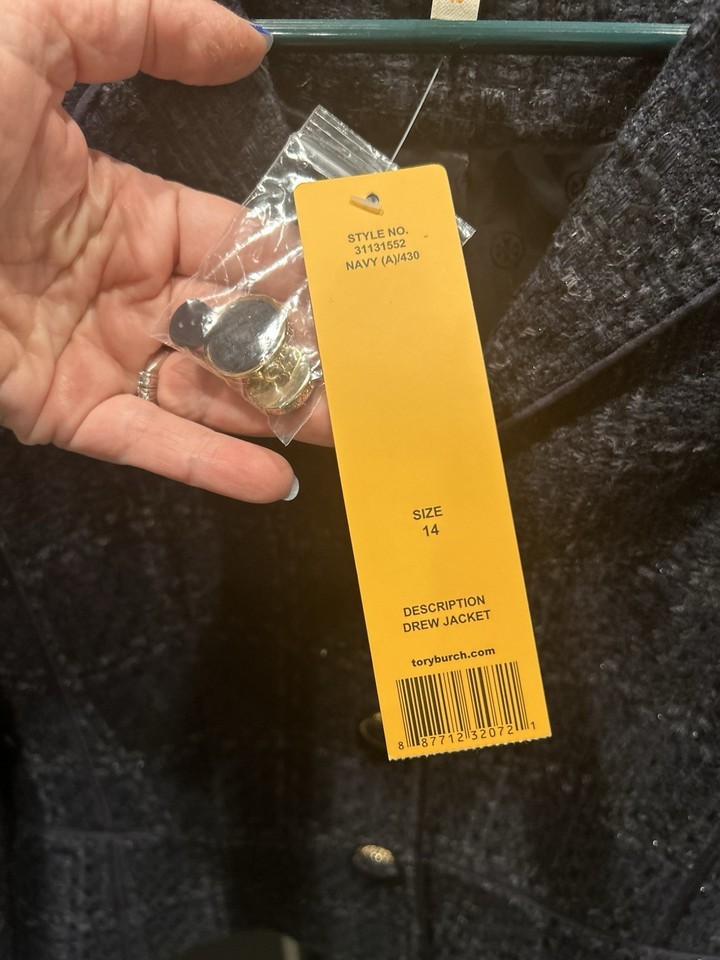 STYLE NO.
31131552
NAVY (A)/430
SIZE
14
DESCRIPTION
DREW JACKET
toryburch.com
8 87712 32072 1